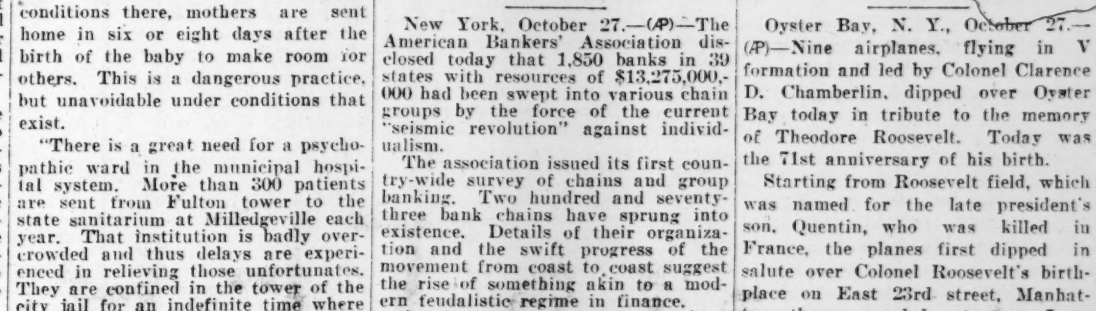 conditions there, mothers are sent
home in six or eight days after the
birth of the baby to make room for
others. This is a dangerous practice,
but unavoidable under conditions that
exist.
"There is a great need for a psycho-
pathic ward in the municipal hospi-
tal system. More than 300 patients
are sent from Fulton tower to the
state sanitarium at Milledgeville each
year. That institution is badly over-
crowded and thus delays are experi-
enced in relieving those unfortunates.
They are confined in the tower of the
city jail for an indefinite time where
New York, October 27.—(AP)—The
American Bankers' Association dis-
closed today that 1,850 banks in 39
states with resources of $13,275,000,-
000 had been swept into various chain
groups by the force of the current
"seismic revolution" against individ-
ualism.
The association issued its first coun-
try-wide survey of chains and group
banking. Two hundred and seventy-
three bank chains have sprung into
existence. Details of their organiza-
tion and the swift progress of the
movement from coast to coast suggest
the rise of something akin to a mod-
ern feudalistic regime in finance.
Oyster Bay, N. Y., October 27.—
(AP)—Nine airplanes, flying in V
formation and led by Colonel Clarence
D. Chamberlin, dipped over Oyster
Bay today in tribute to the memory
of Theodore Roosevelt. Today was
the 71st anniversary of his birth.
Starting from Roosevelt field, which
was named for the late president's
son, Quentin, who was killed in
France, the planes first dipped in
salute over Colonel Roosevelt's birth-
place on East 23rd street, Manhat-